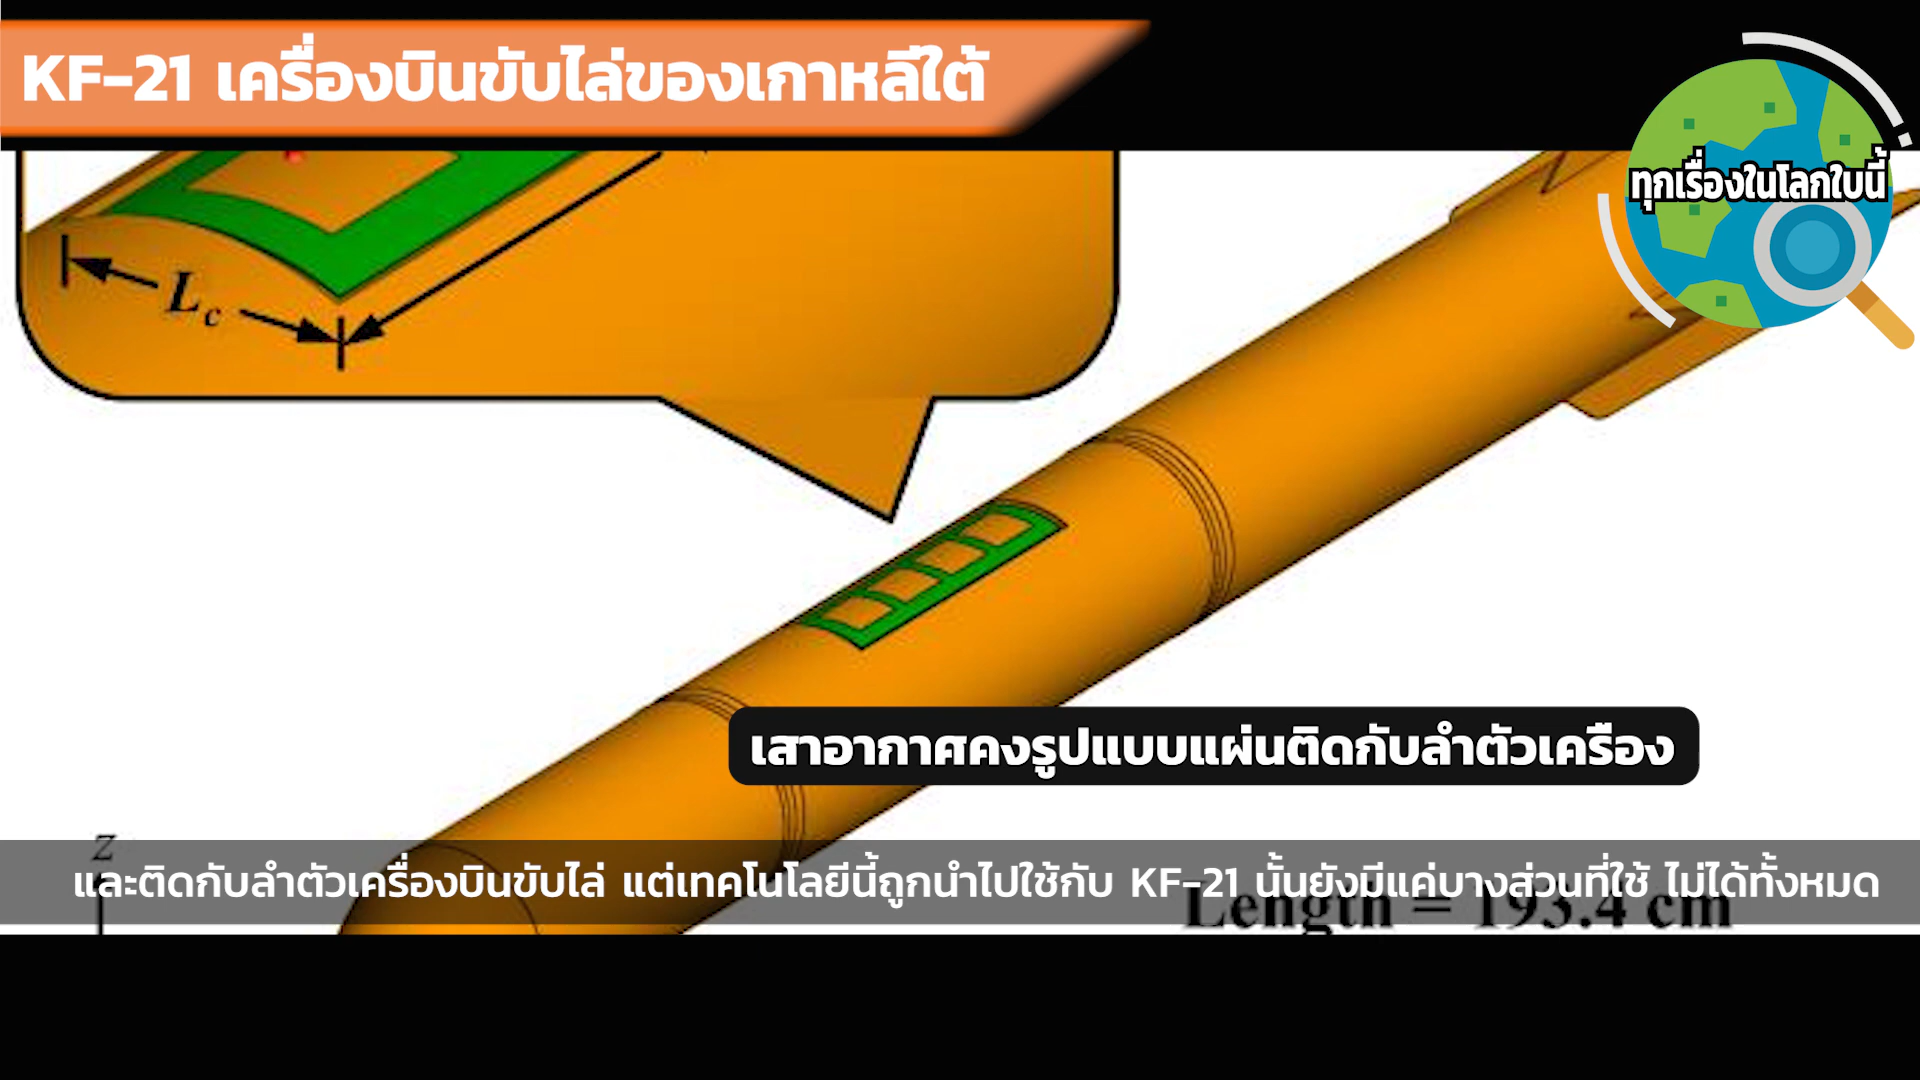 KF-21 เครื่องบินขับไล่ของเกาหลีใต้
ทุกเรื่องในโลกใบนี้
Lc
เสาอากาศคงรูปแบบแผ่นติดกับลำตัวเครือง
z
และติดกับลำตัวเครื่องบินขับไล่ แต่เทคโนโลยีนี้ถูกนำไปใช้กับ KF-21 นั้นยังมีแค่บางส่วนที่ใช้ ไม่ได้ทั้งหมด
Length = 193.4 cm